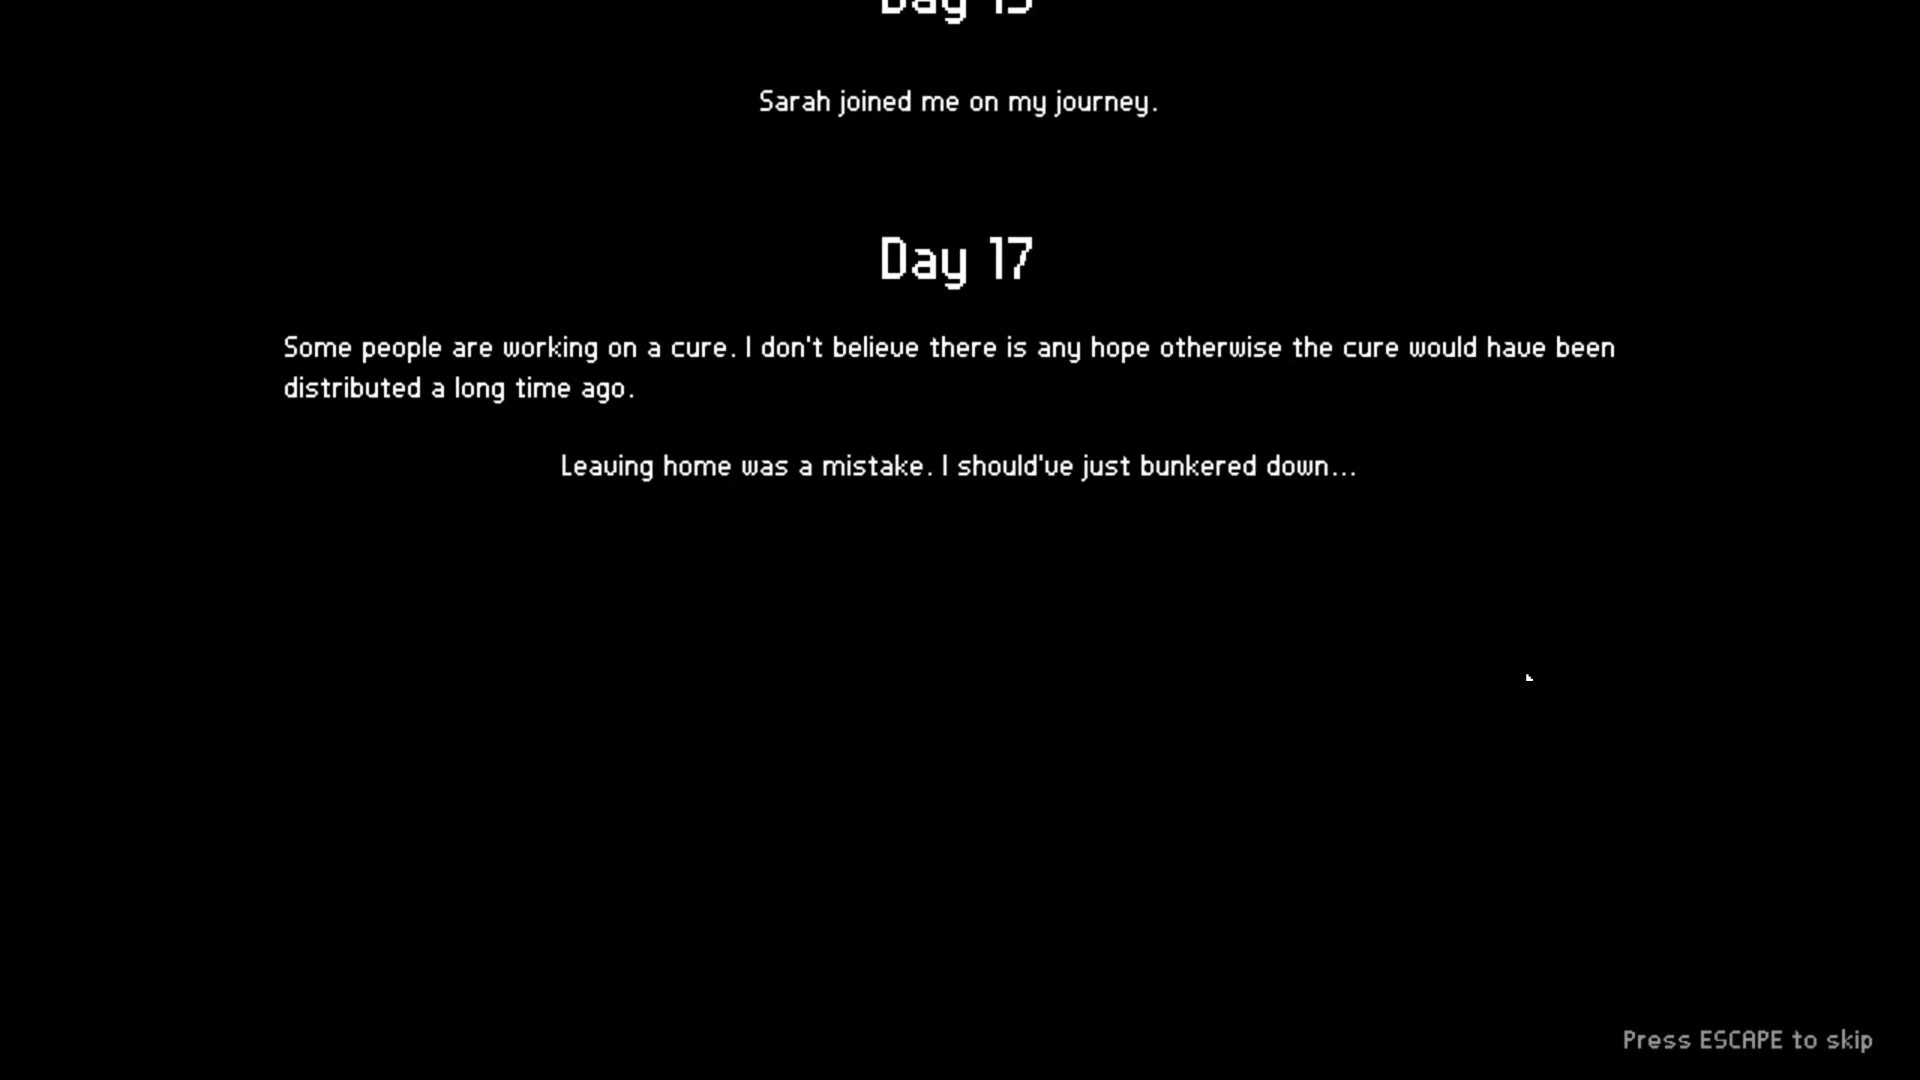 Day 15
Sarah joined me on my journey.
Day 17
Some people are working on a cure. I don't believe there is any hope otherwise the cure would have been
distributed a long time ago.
Leaving home was a mistake. I should've just bunkered down...
Press ESCAPE to skip